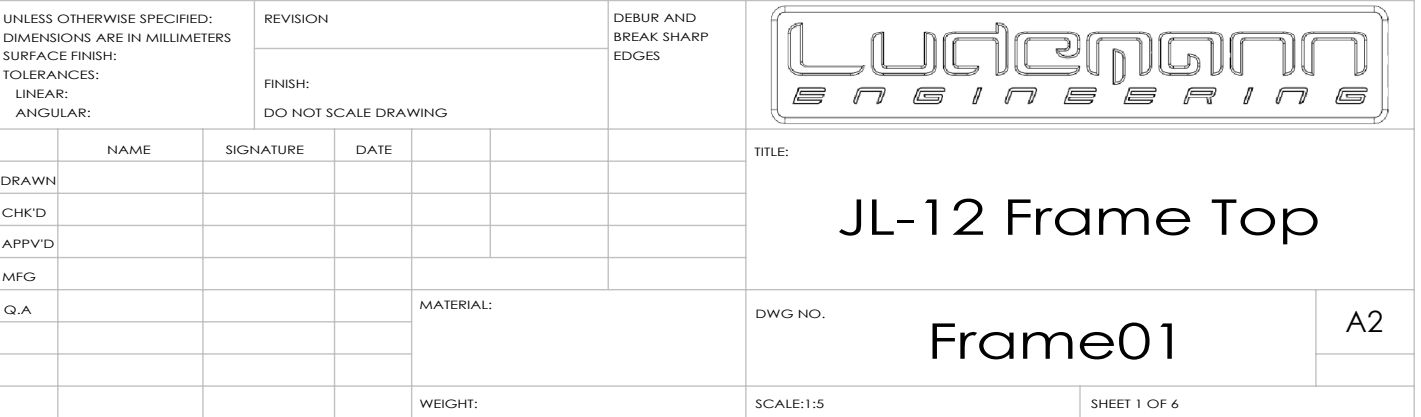 UNLESS OTHERWISE SPECIFIED:
DIMENSIONS ARE IN MILLIMETERS
SURFACE FINISH:
TOLERANCES:
LINEAR:
ANGULAR:
REVISION
FINISH:
DO NOT SCALE DRAWING
DEBUR AND
BREAK SHARP
EDGES
Ludemann
ENGINEERING
NAME SIGNATURE DATE
DRAWN
CHK'D
APPV'D
MFG
Q.A
MATERIAL:
WEIGHT:
TITLE:
JL-12 Frame Top
DWG NO.
Frame01
A2
SCALE:1:5
SHEET 1 OF 6